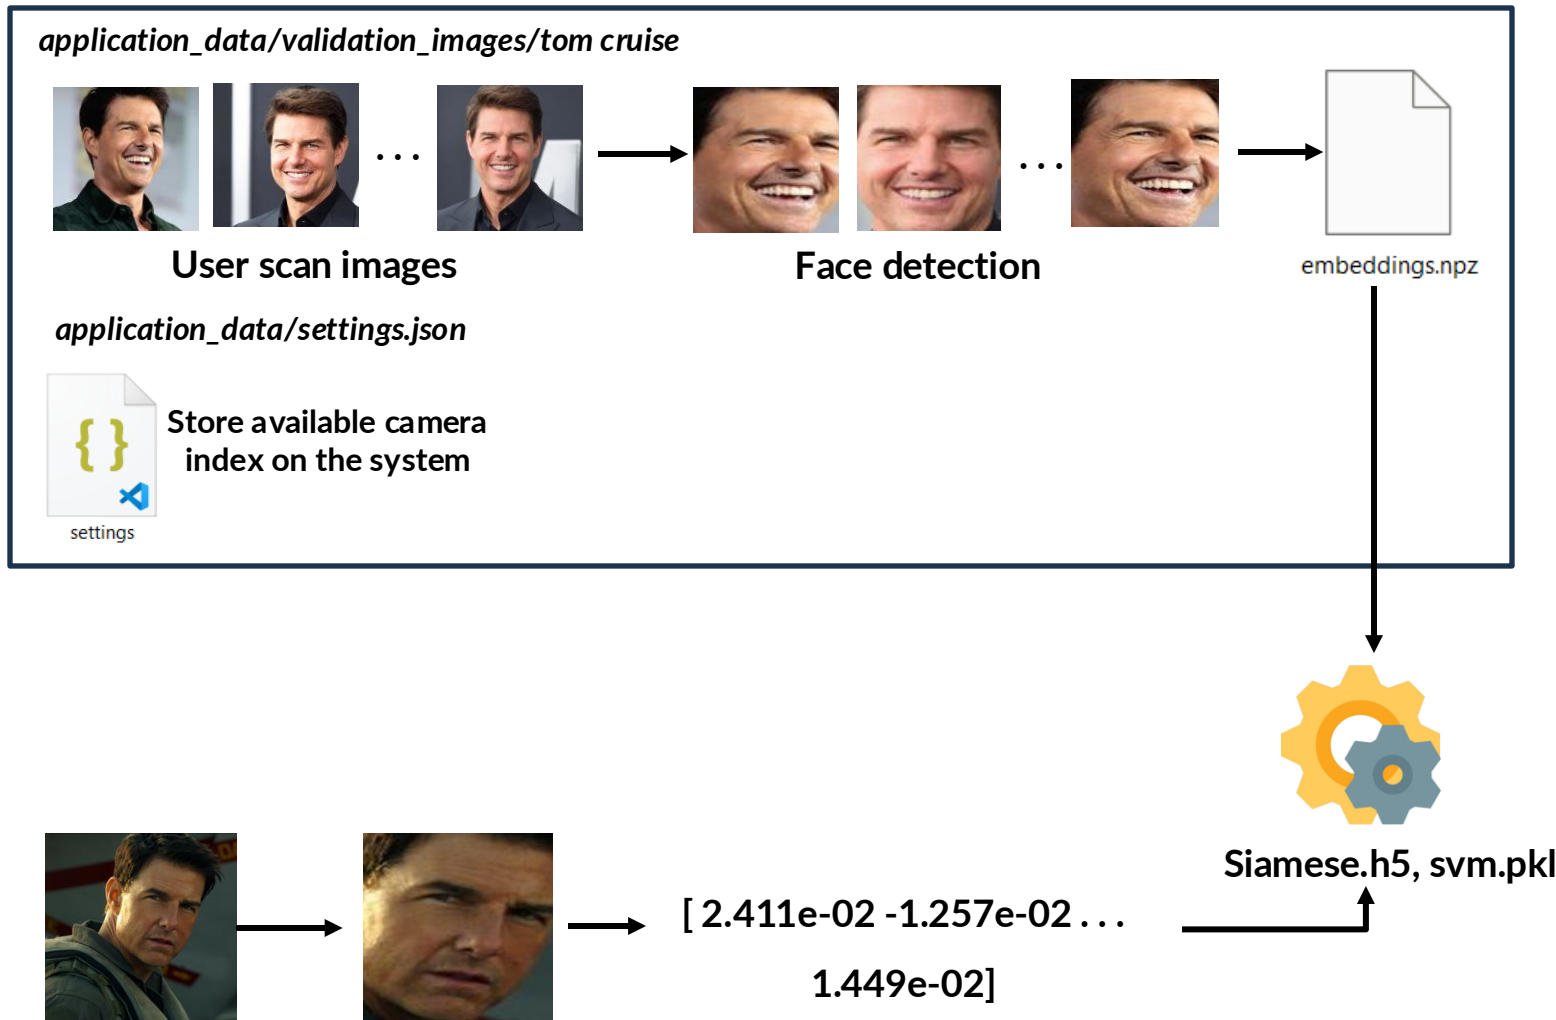 application_data/validation_images/tom cruise
. . .
. . .
User scan images
Face detection
embeddings.npz
application_data/settings.json
{ }
Store available camera
index on the system
settings
Siamese.h5, svm.pkl
[ 2.411e-02 -1.257e-02 . . .
1.449e-02]